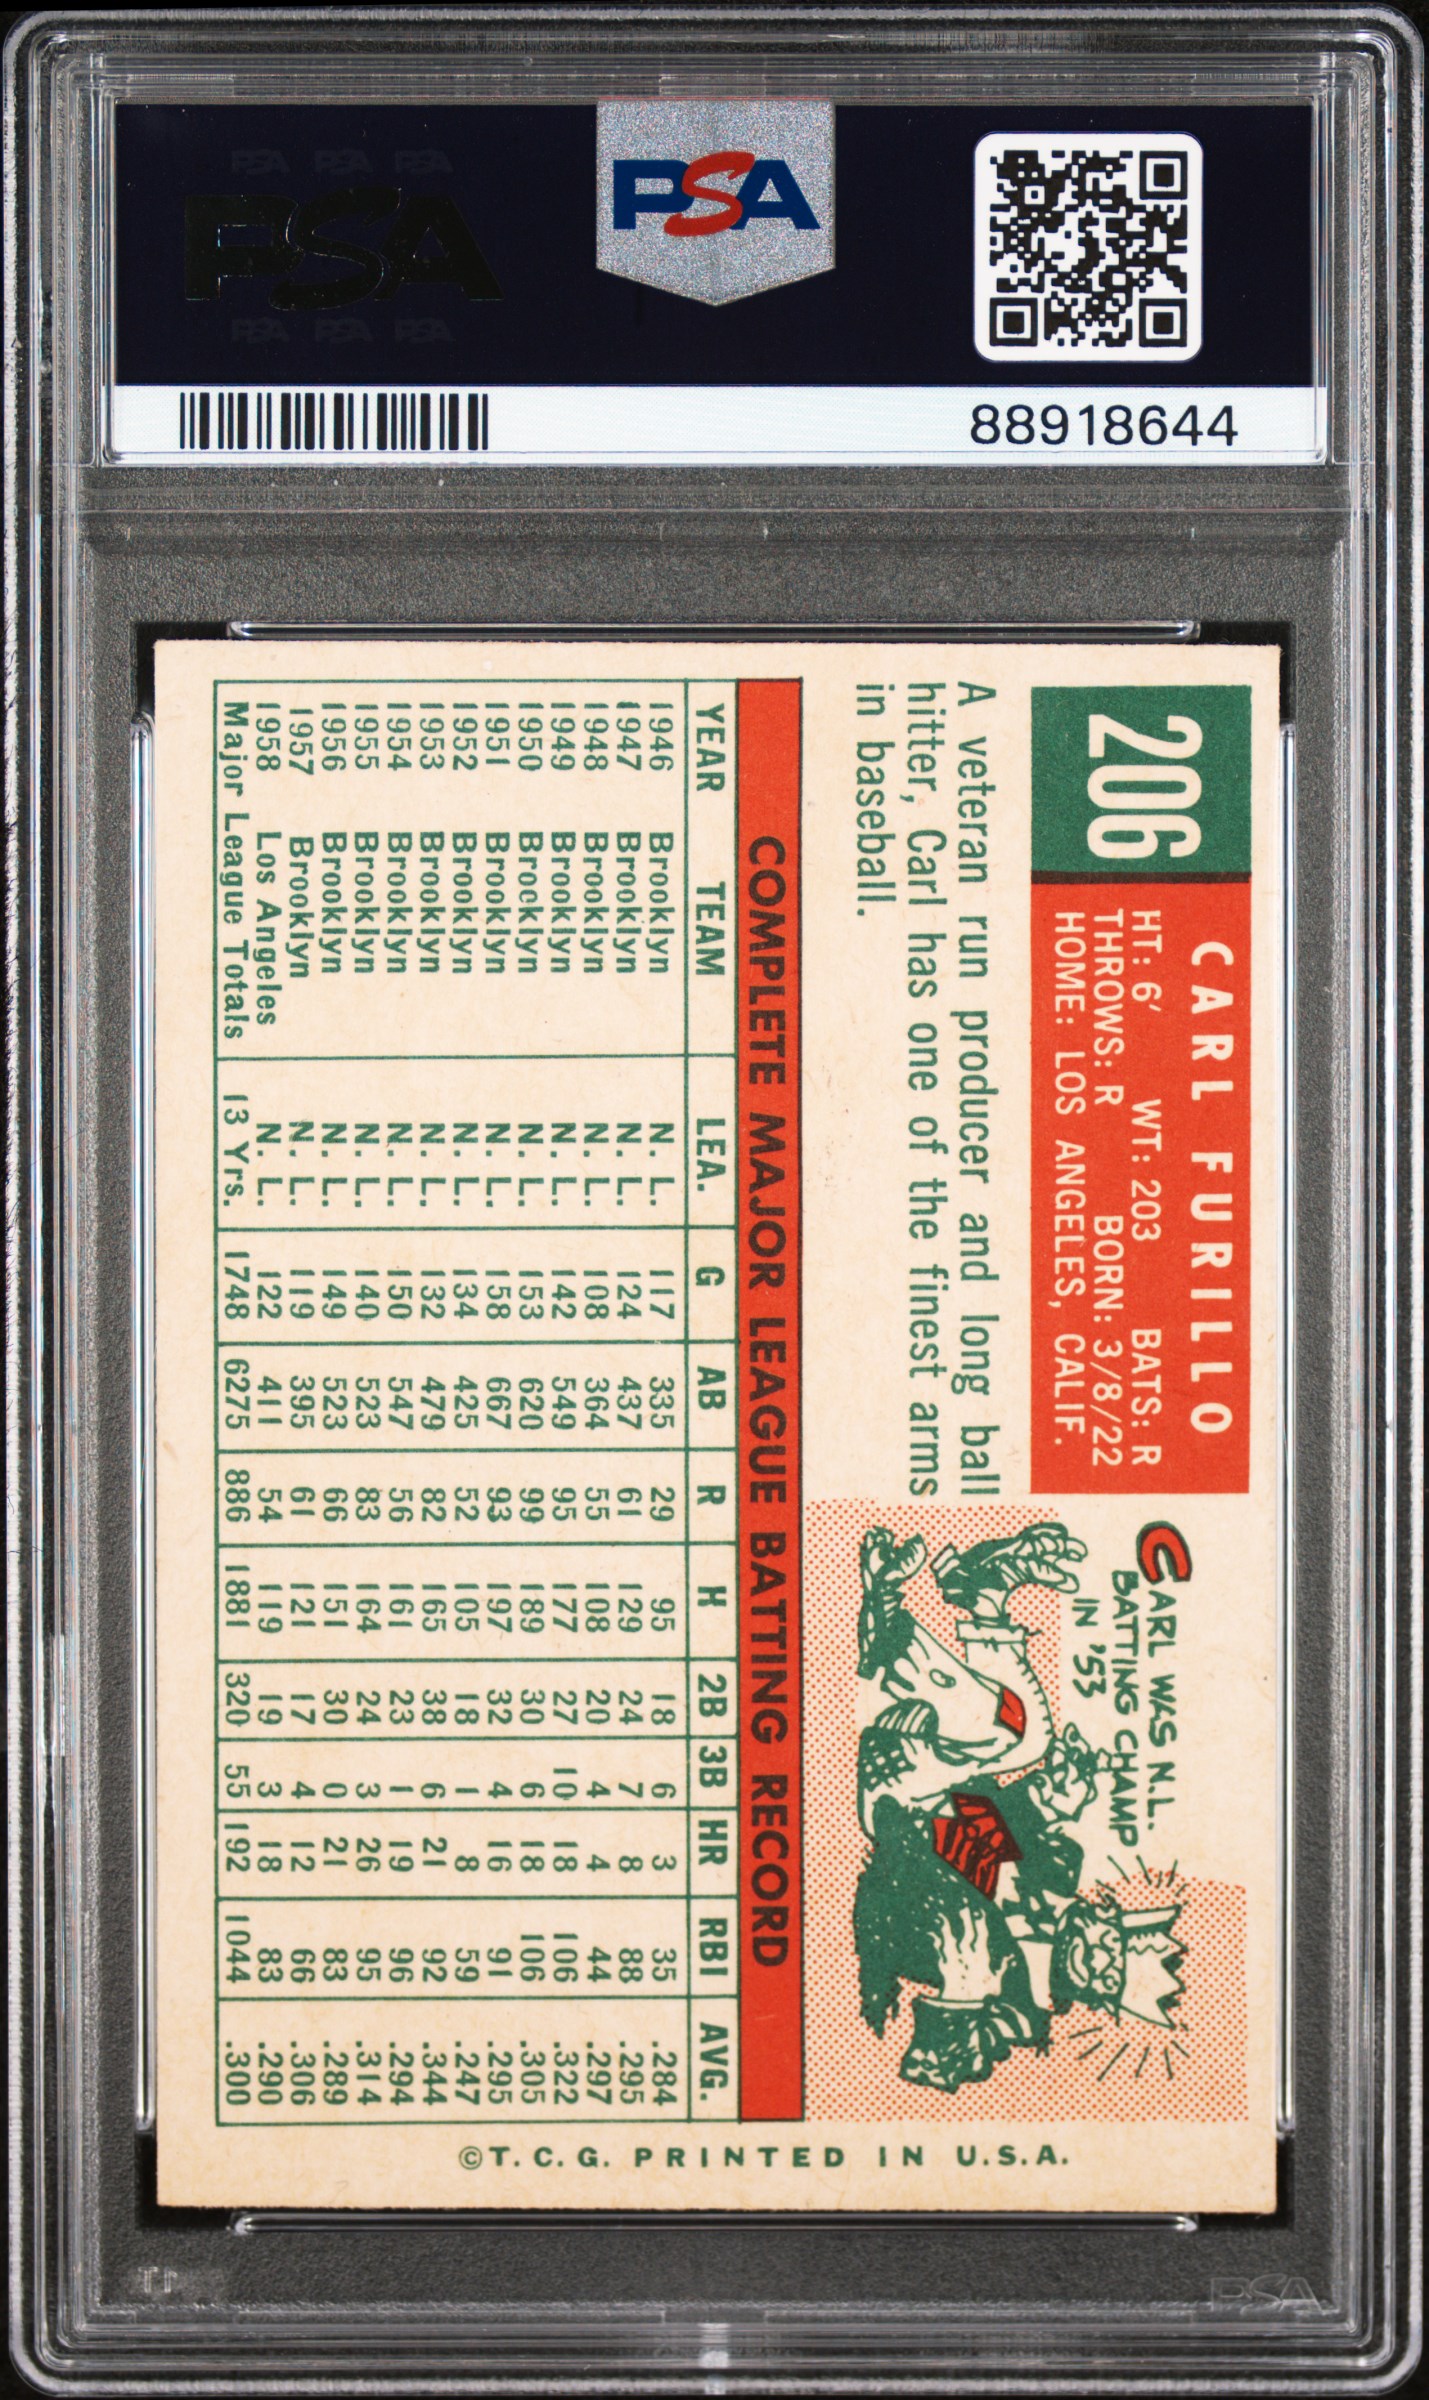 PSA PSA PSA
PSA
PSA PSA PSA
PSA
88918644
206
CARL FURILLO
HT: 6' WT: 203 BATS: R
THROWS: R BORN: 3/8/22
HOME: LOS ANGELES, CALIF.
A veteran run producer and long ball
hitter, Carl has one of the finest arms
in baseball.
CARL WAS N.L.
BATTING CHAMP
IN '53
COMPLETE MAJOR LEAGUE BATTING RECORD
YEAR TEAM LEA. G AB R H 2B 3B HR RBI AVG.
1946 Brooklyn N. L. 117 335 29 95 18 6 3 35 .284
1947 Brooklyn N. L. 124 437 61 129 24 7 8 88 .295
1948 Brooklyn N. L. 108 364 55 108 20 4 4 44 .297
1949 Brooklyn N. L. 142 549 95 177 27 10 18 106 .322
1950 Brooklyn N. L. 153 620 99 189 30 6 18 106 .305
1951 Brooklyn N. L. 158 667 93 197 32 4 16 91 .295
1952 Brooklyn N. L. 134 425 52 105 18 1 8 59 .247
1953 Brooklyn N. L. 132 479 82 165 38 6 21 92 .344
1954 Brooklyn N. L. 150 547 56 161 23 1 19 96 .294
1955 Brooklyn N. L. 140 523 83 164 24 3 26 95 .314
1956 Brooklyn N. L. 149 523 66 151 30 0 21 83 .289
1957 Brooklyn N. L. 119 395 61 121 17 4 12 66 .306
1958 Los Angeles N. L. 122 411 54 119 19 3 18 83 .290
Major League Totals 13 Yrs. 1748 6275 886 1881 320 55 192 1044 .300
©T.C.G. PRINTED IN U.S.A.
PSA